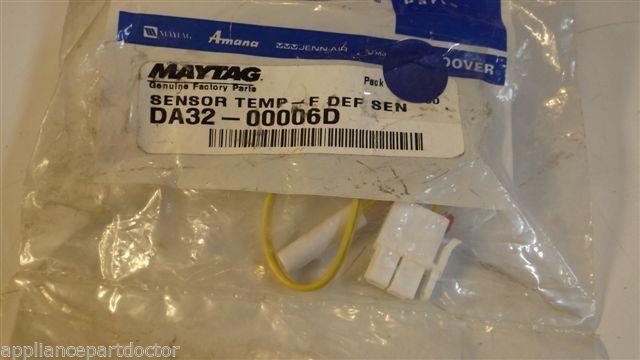 MAYTAG Amana JENN-AIR HOOVER
MAYTAG
Genuine Factory Parts Pack
SENSOR TEMP-F DEF SEN
DA32-00006D
© appliancepartdoctor